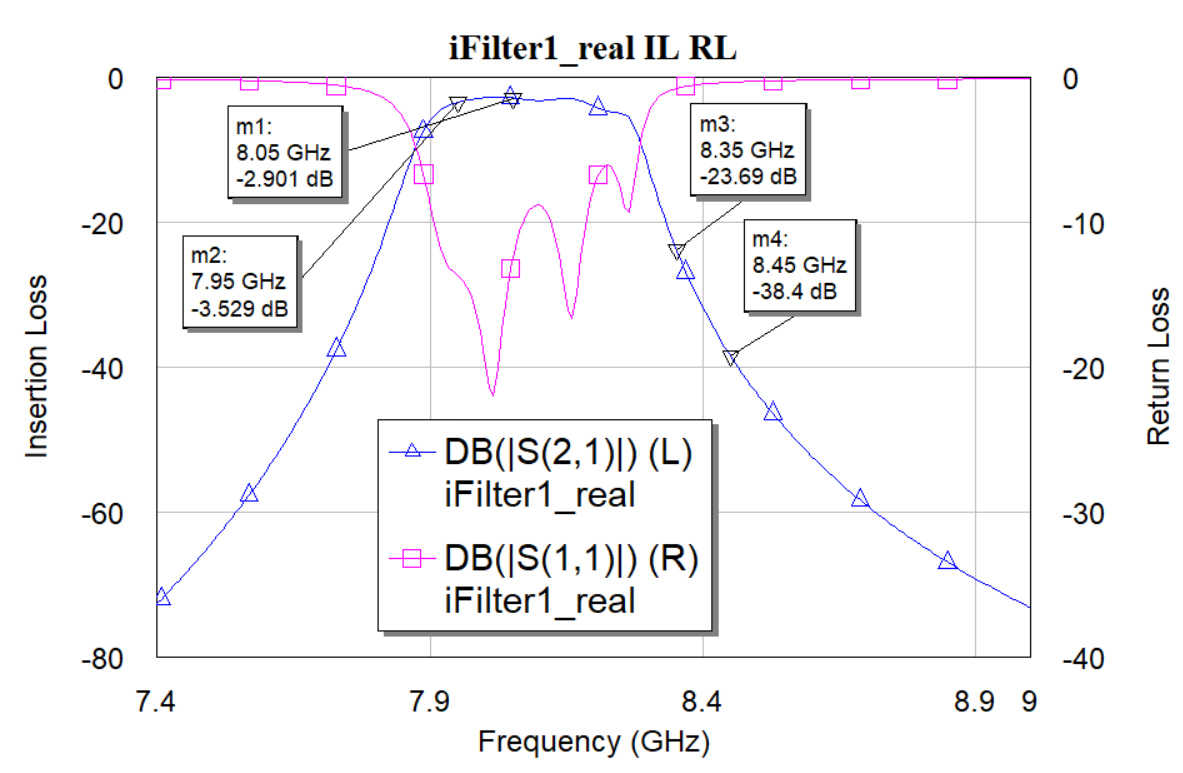 iFilter1_real IL RL
0
-20
-40
-60
-80
Insertion Loss
0
-10
-20
-30
-40
Return Loss
m1:
8.05 GHz
-2.901 dB
m2:
7.95 GHz
-3.529 dB
m3:
8.35 GHz
-23.69 dB
m4:
8.45 GHz
-38.4 dB
DB(|S(2,1)|) (L)
iFilter1_real
DB(|S(1,1)|) (R)
iFilter1_real
7.4 7.9 8.4 8.9 9
Frequency (GHz)